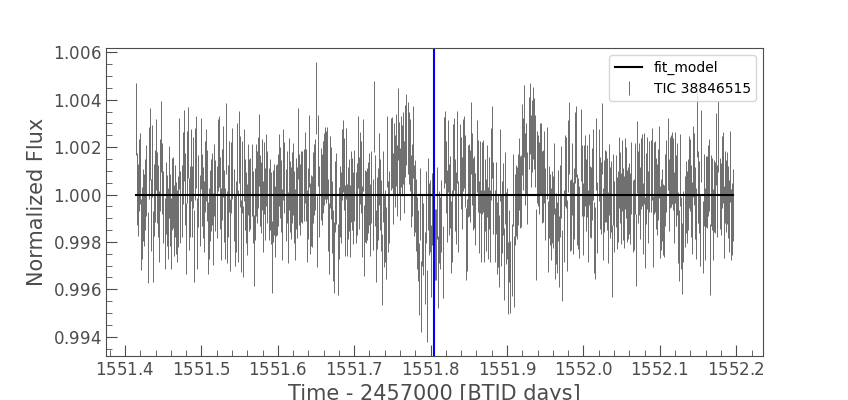 1.006
1.004
1.002
1.000
0.998
0.996
0.994
Normalized Flux
fit_model
TIC 38846515
1551.4 1551.5 1551.6 1551.7 1551.8 1551.9 1552.0 1552.1 1552.2
Time - 2457000 [BTJD days]